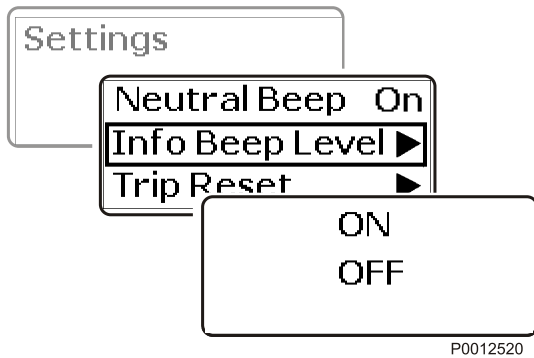 Settings
Neutral Beep On
Info Beep Level ▶
Trip Reset ▶
ON
OFF
P0012520